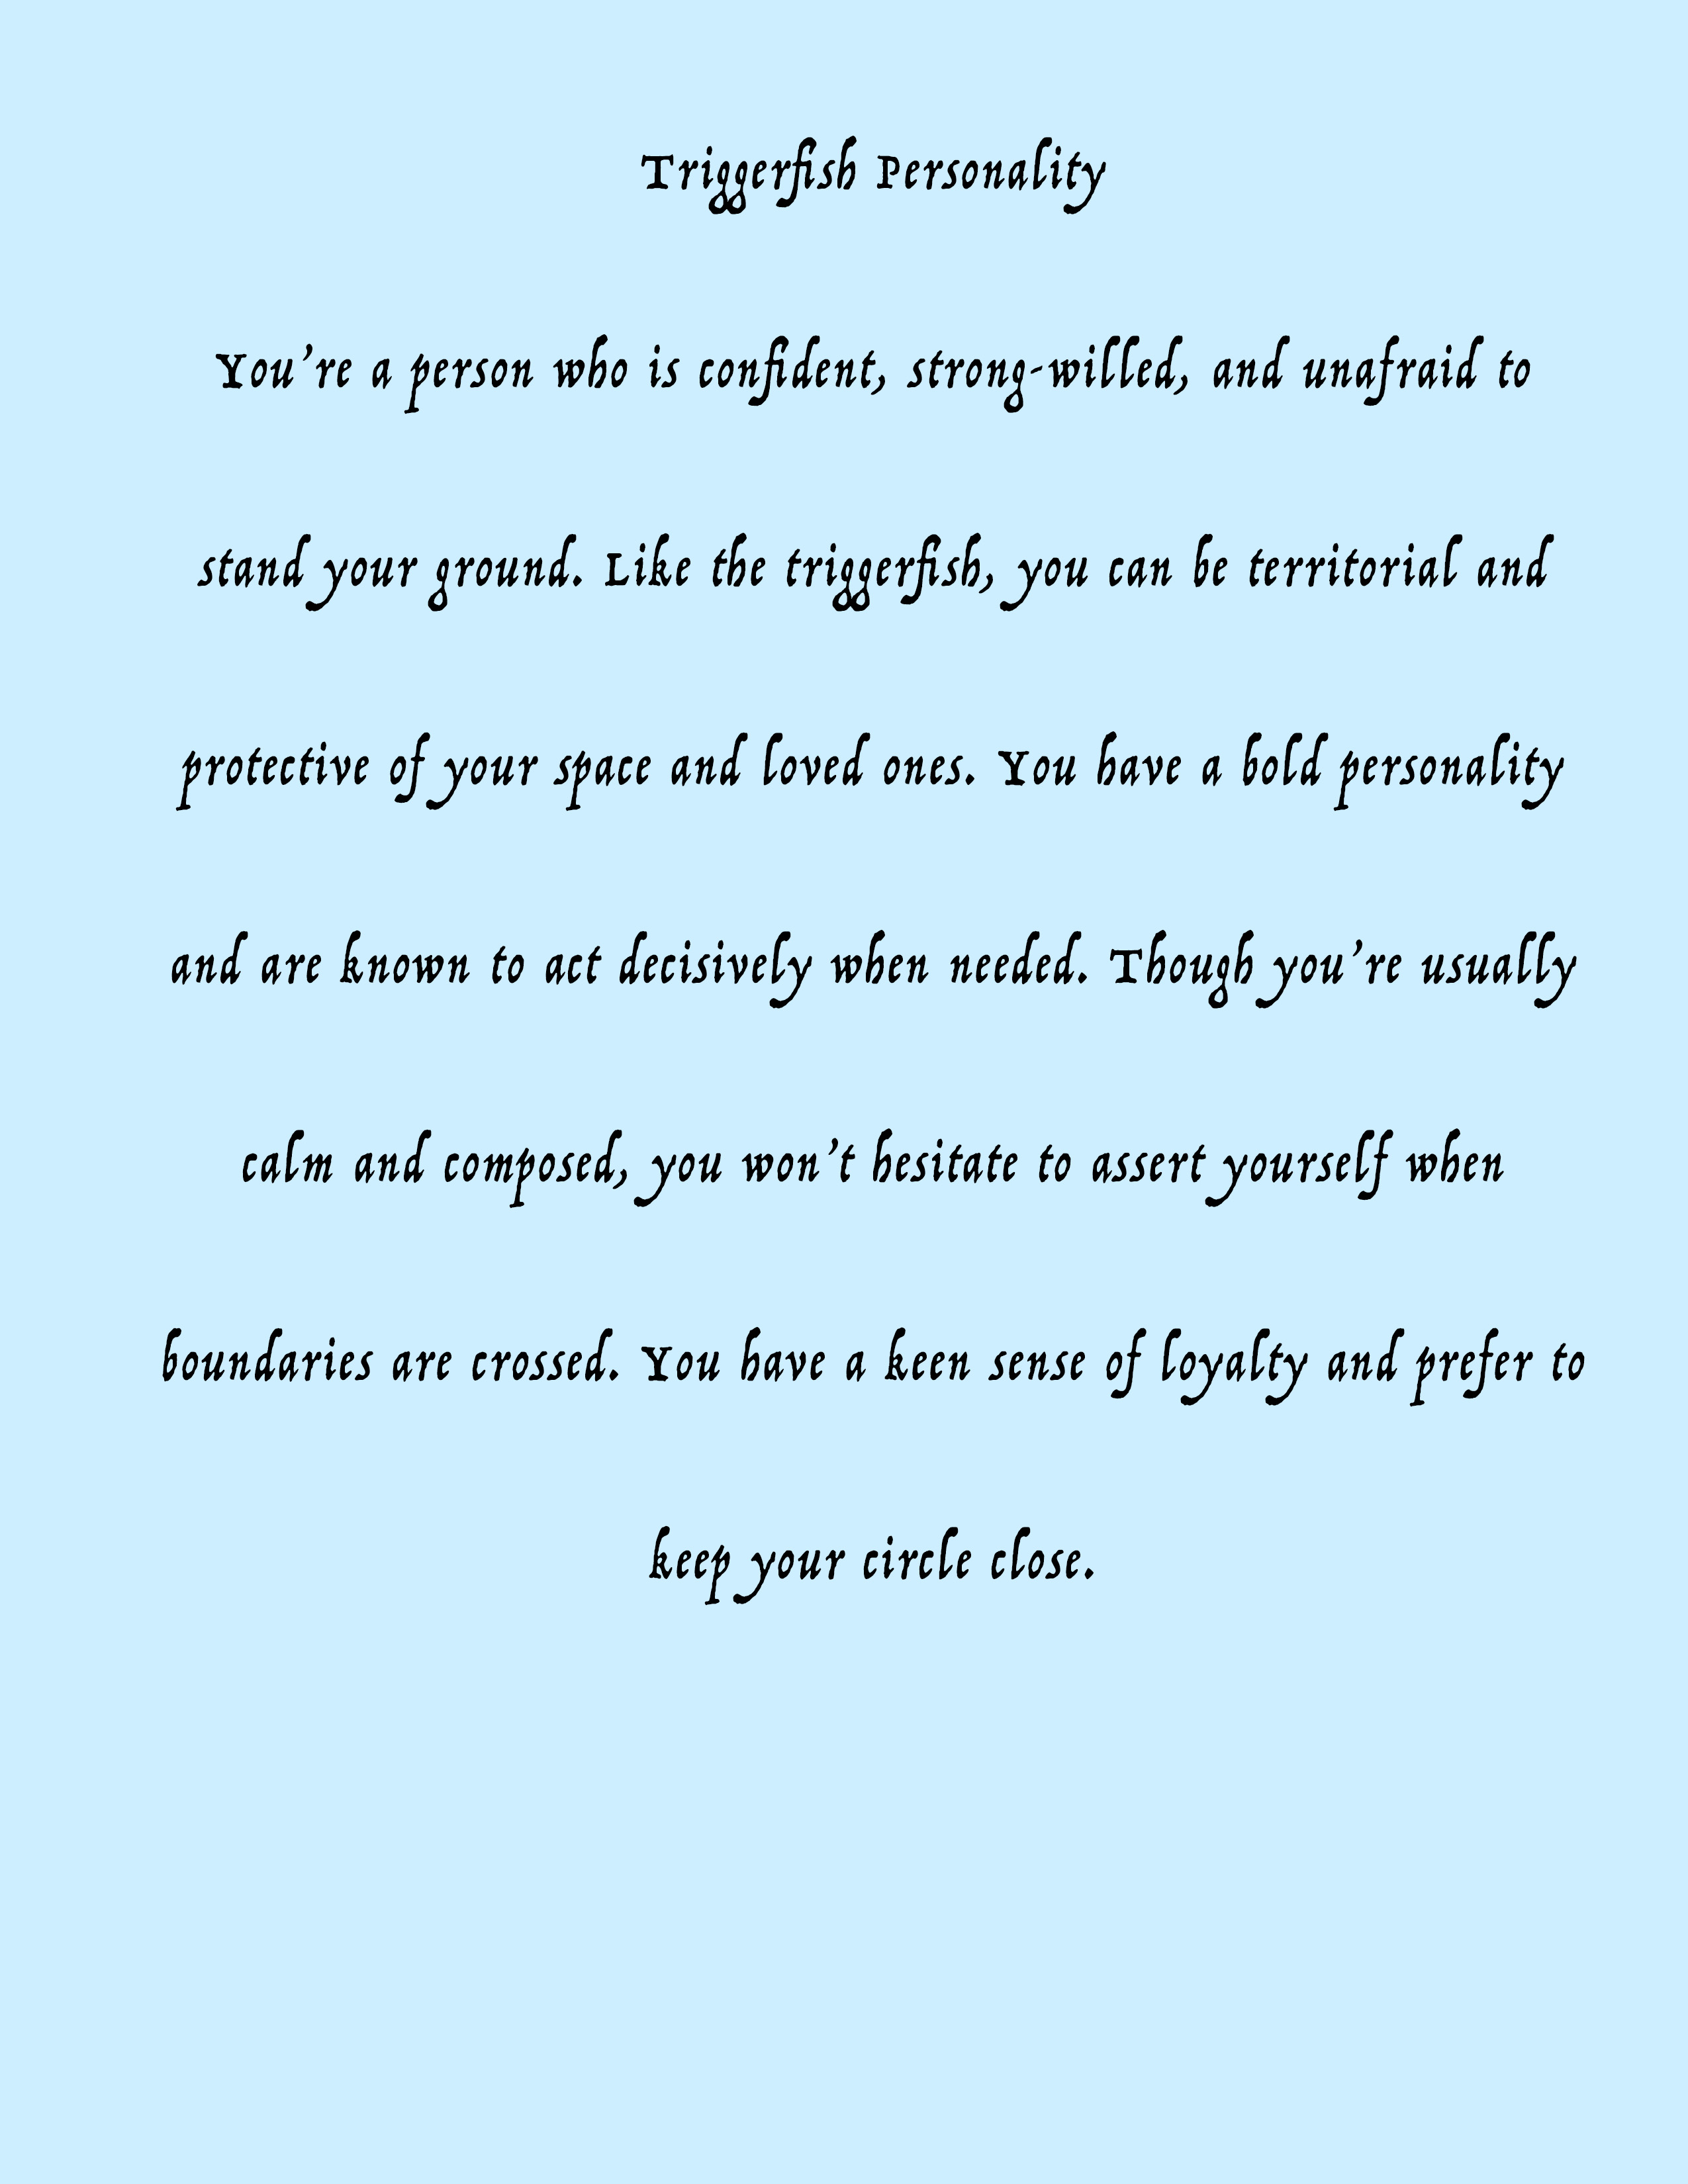 Triggerfish Personality
You're a person who is confident, strong-willed, and unafraid to
stand your ground. Like the triggerfish, you can be territorial and
protective of your space and loved ones. You have a bold personality
and are known to act decisively when needed. Though you're usually
calm and composed, you won't hesitate to assert yourself when
boundaries are crossed. You have a keen sense of loyalty and prefer to
keep your circle close.